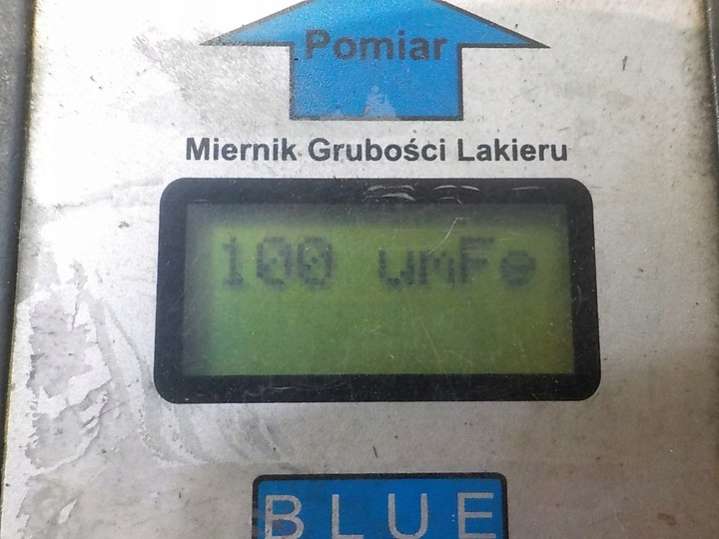 Pomiar
Miernik Grubości Lakieru
100 umFe
BLUE